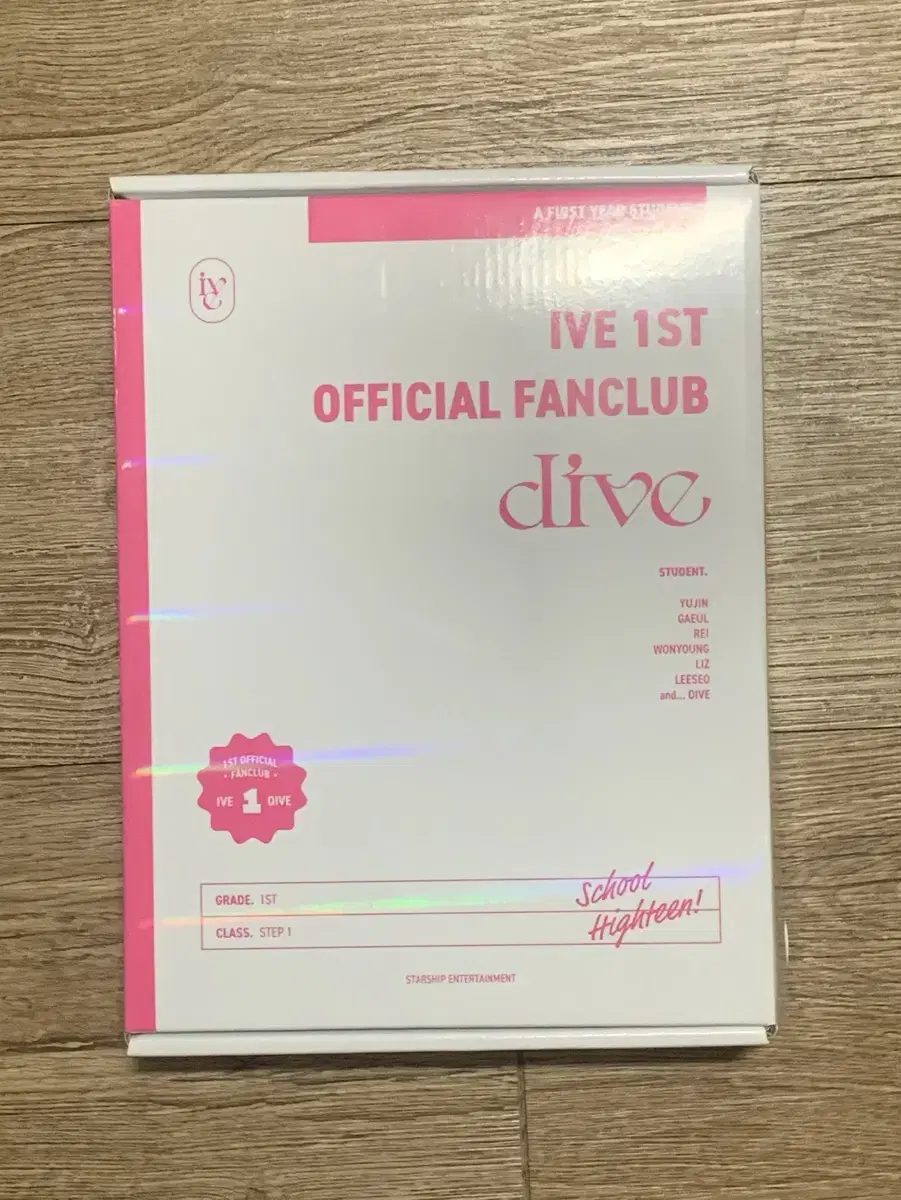 A FIRST YEAR STUDENT
ive
IVE 1ST
OFFICIAL FANCLUB
dive
STUDENT.
YUJIN
GAEUL
REI
WONYOUNG
LIZ
LEESEO
and... DIVE
1ST OFFICIAL
- FANCLUB -
IVE 1 DIVE
GRADE. 1ST
CLASS. STEP 1
School
Highteen!
STARSHIP ENTERTAINMENT